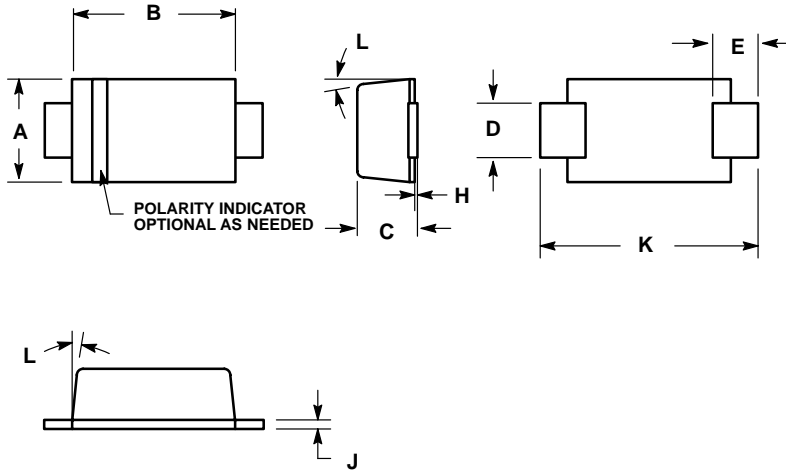 B
A
POLARITY INDICATOR
OPTIONAL AS NEEDED
L
H
C
E
D
K
L
J